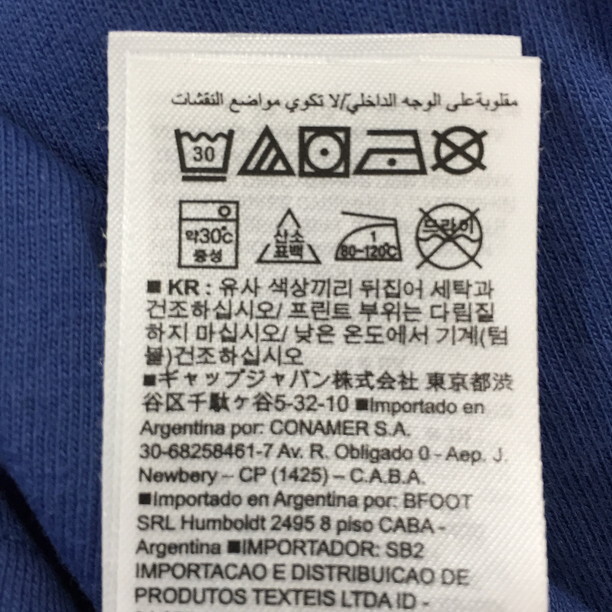 مقلوبة على الوجه الداخلي/لا تكوي مواضع النقشات
30
약30℃
중성
산소
표백
1
80~120℃
드라이
■ KR : 유사 색상끼리 뒤집어 세탁과
건조하십시오/ 프린트 부위는 다림질
하지 마십시오/ 낮은 온도에서 기계(텀
블)건조하십시오
■ギャップジャパン株式会社 東京都渋
谷区千駄ヶ谷5-32-10 ■Importado en
Argentina por: CONAMER S.A.
30-68258461-7 Av. R. Obligado 0 - Aep. J.
Newbery – CP (1425) – C.A.B.A.
■Importado en Argentina por: BFOOT
SRL Humboldt 2495 8 piso CABA -
Argentina ■IMPORTADOR: SB2
IMPORTACAO E DISTRIBUICAO DE
PRODUTOS TEXTEIS LTDA ID -